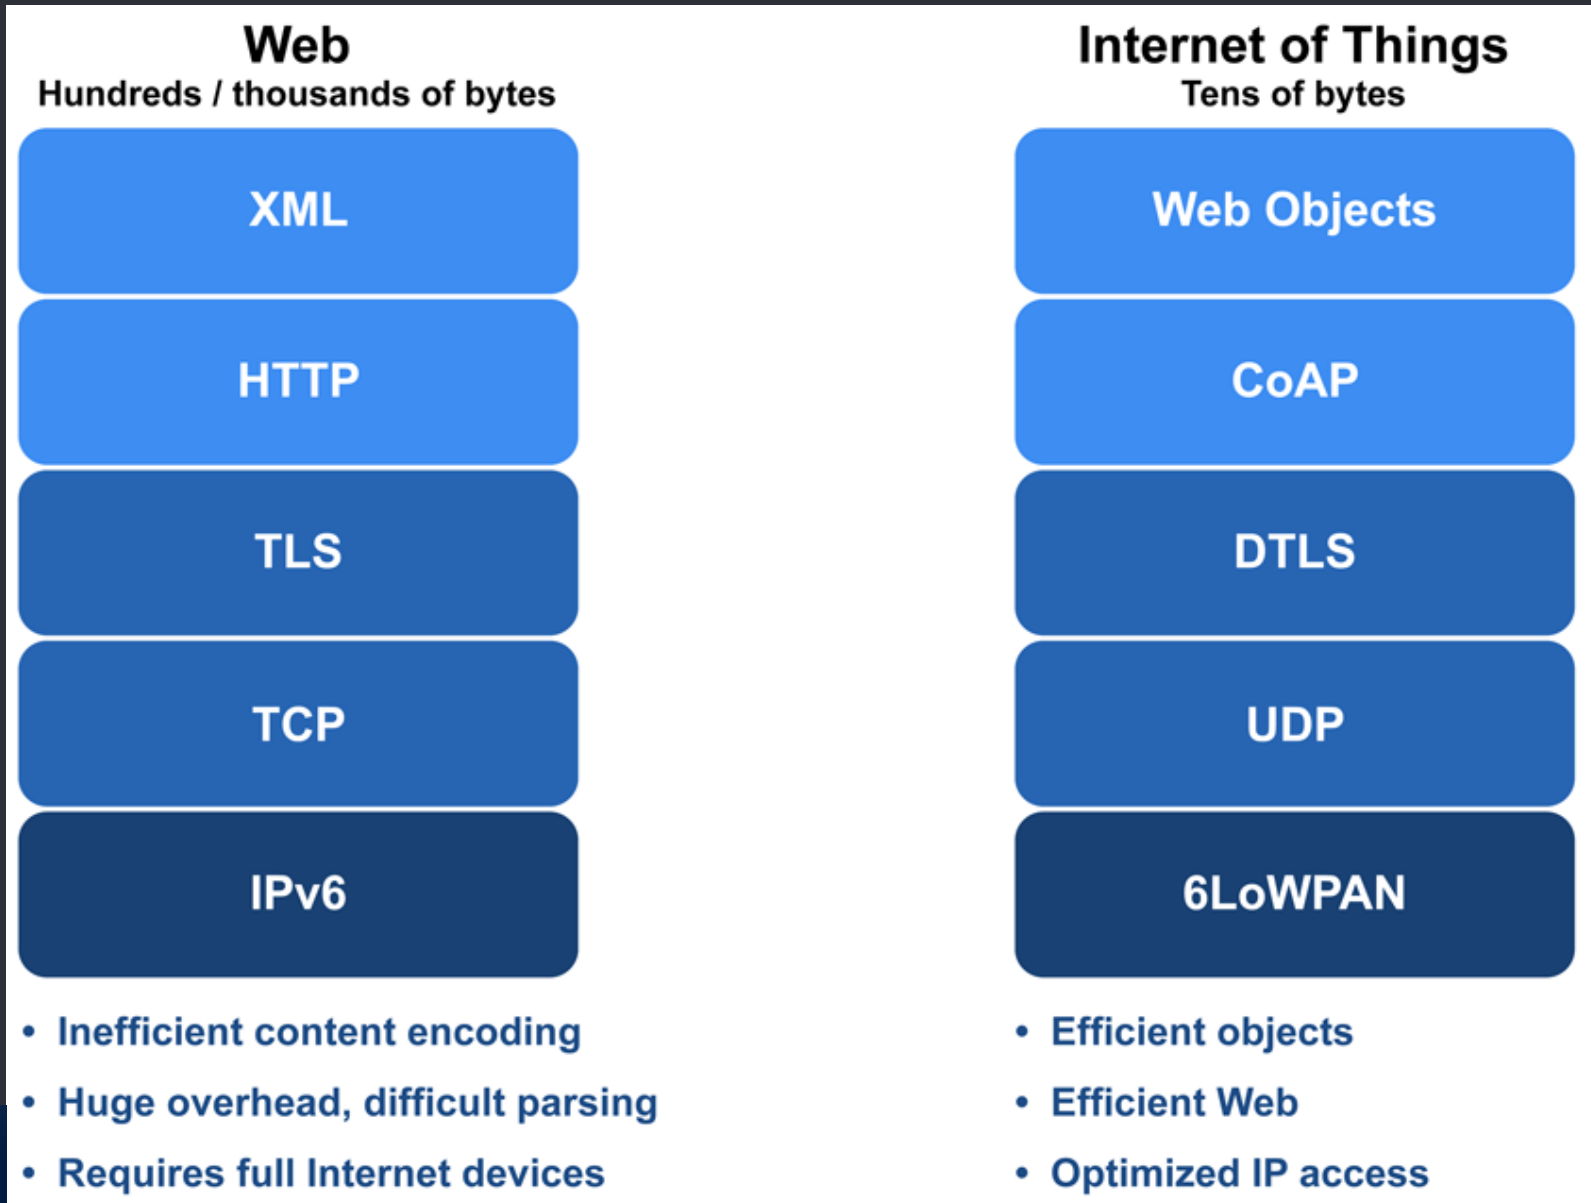 Web
Hundreds / thousands of bytes
XML
HTTP
TLS
TCP
IPv6
• Inefficient content encoding
• Huge overhead, difficult parsing
• Requires full Internet devices
Internet of Things
Tens of bytes
Web Objects
CoAP
DTLS
UDP
6LoWPAN
• Efficient objects
• Efficient Web
• Optimized IP access